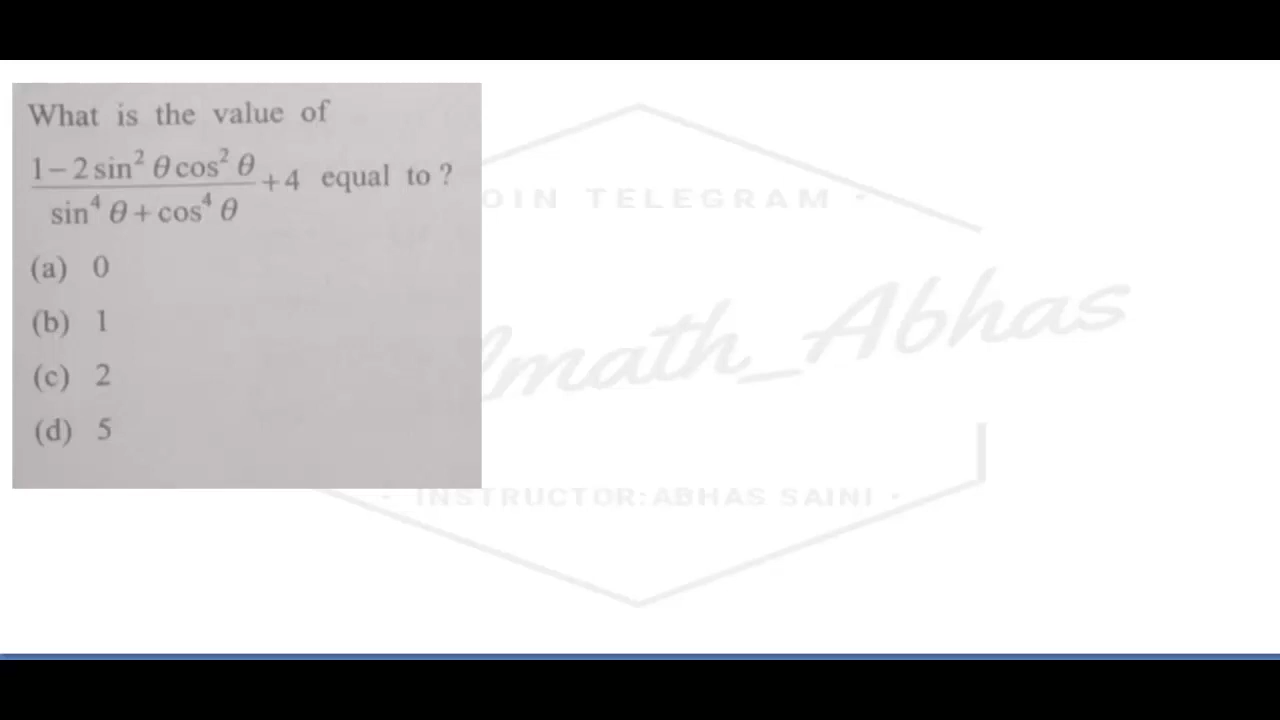 What is the value of
1 – 2 sin² θ cos² θ
+ 4 equal to ?
sin⁴ θ + cos⁴ θ
(a) 0
(b) 1
(c) 2
(d) 5
OIN TELEGRAM
math_Abhas
INSTRUCTOR: ABHAS SAINI